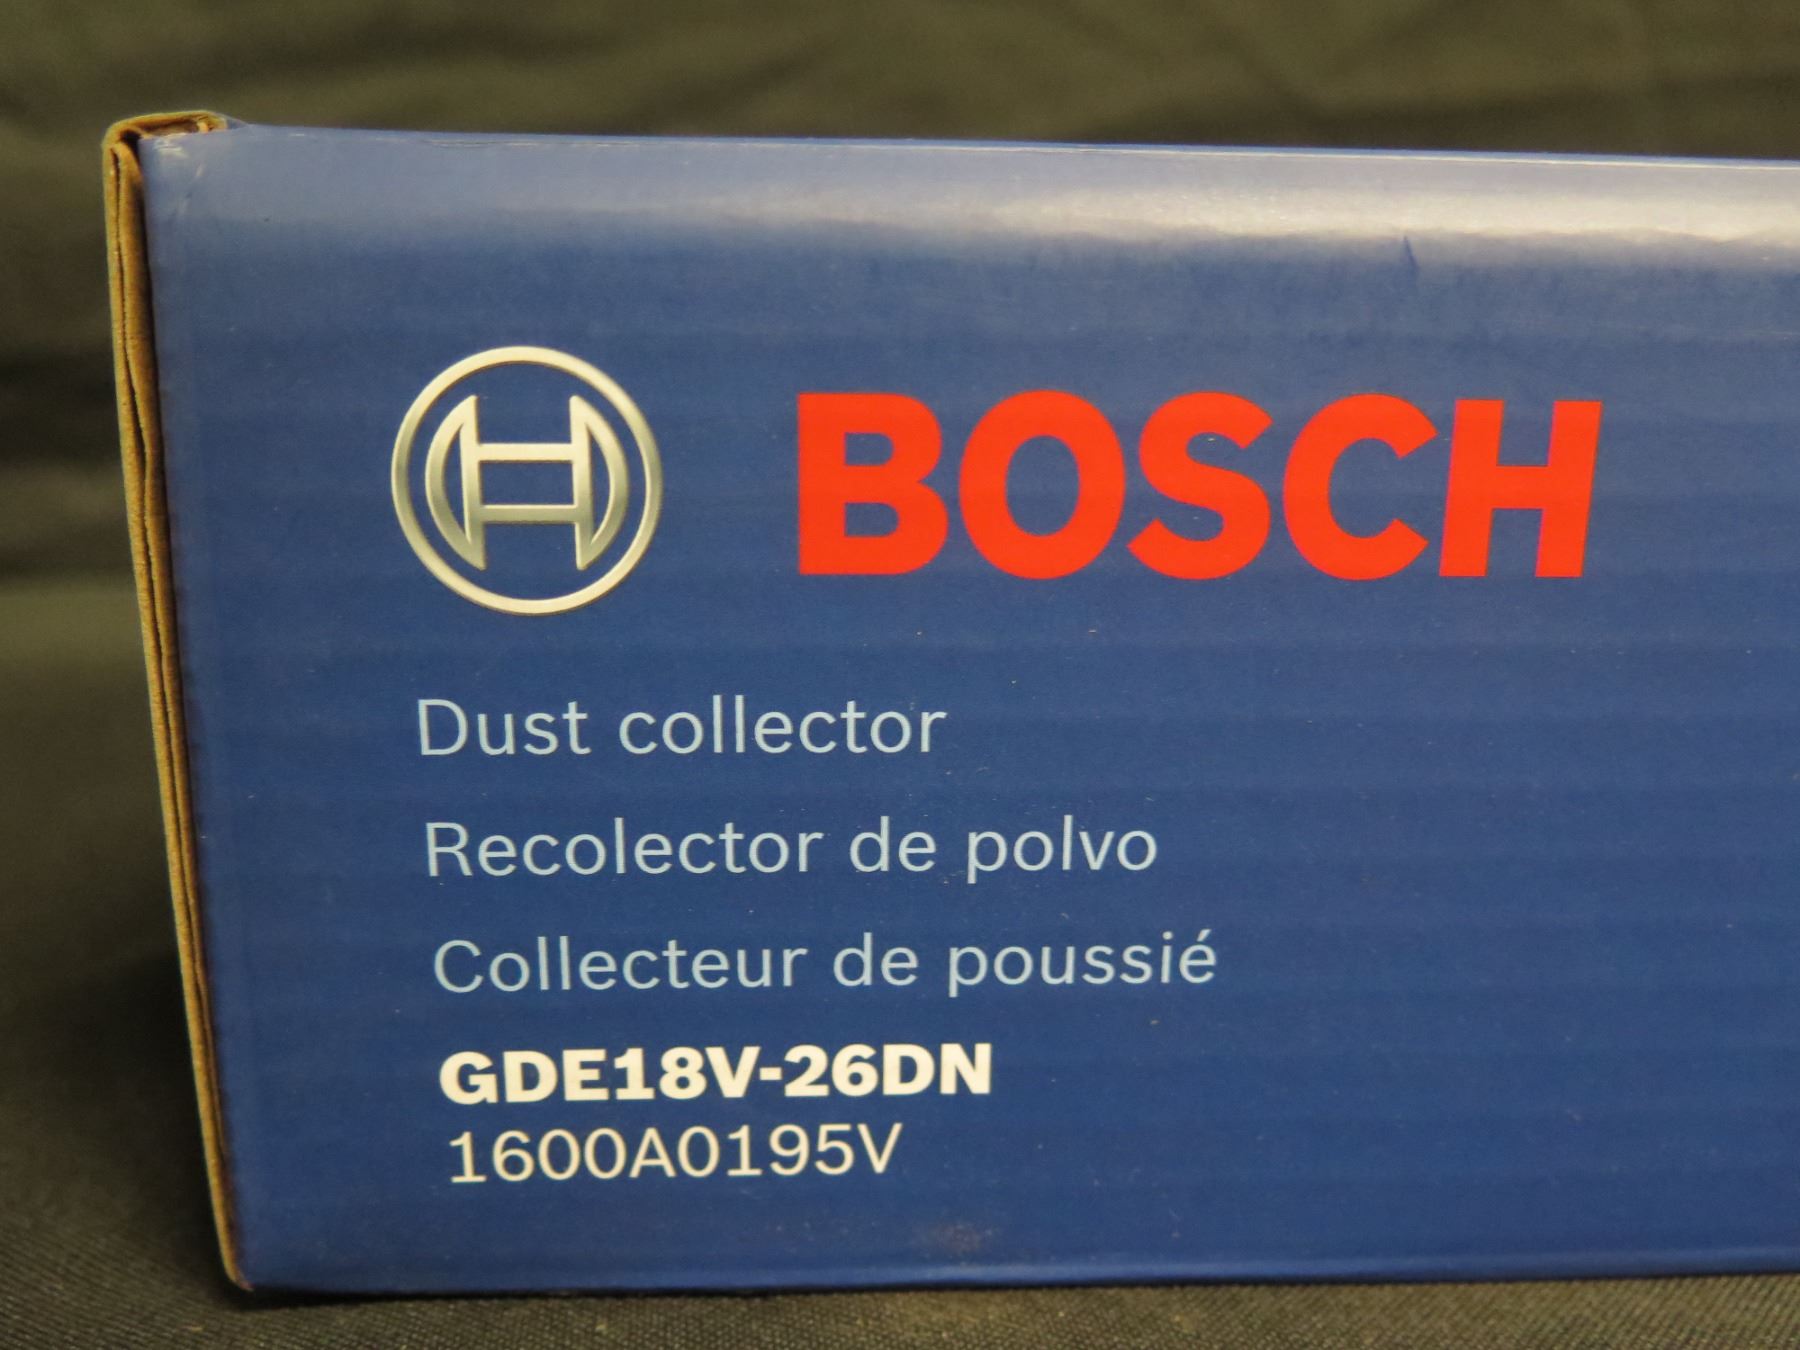 BOSCH
Dust collector
Recolector de polvo
Collecteur de poussié
GDE18V-26DN
1600A0195V